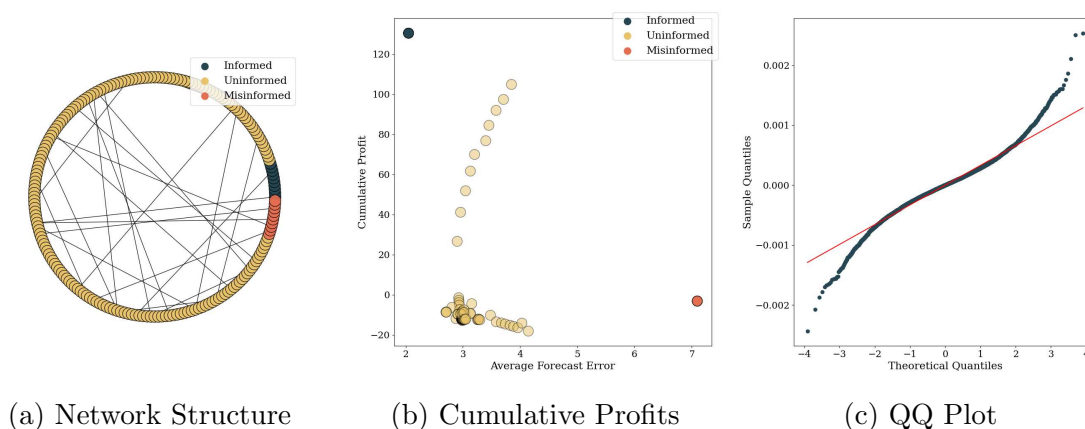 Informed
Uninformed
Misinformed
Informed
Uninformed
Misinformed
Cumulative Profit
120
100
80
60
40
20
0
−20
2
3
4
5
6
7
Average Forecast Error
Sample Quantiles
0.002
0.001
0.000
−0.001
−0.002
−4
−3
−2
−1
0
1
2
3
4
Theoretical Quantiles
(a) Network Structure
(b) Cumulative Profits
(c) QQ Plot